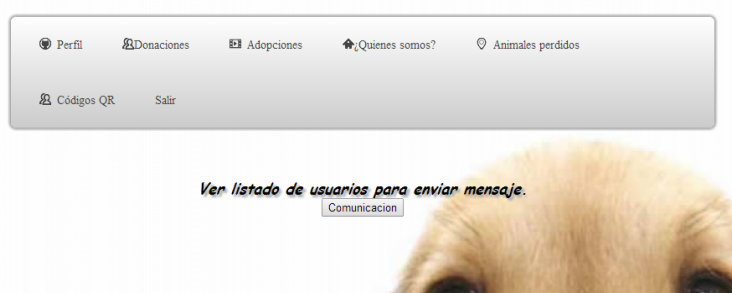 Perfil Donaciones Adopciones ¿Quienes somos? Animales perdidos
Códigos QR Salir
Ver listado de usuarios para enviar mensaje.
Comunicacion